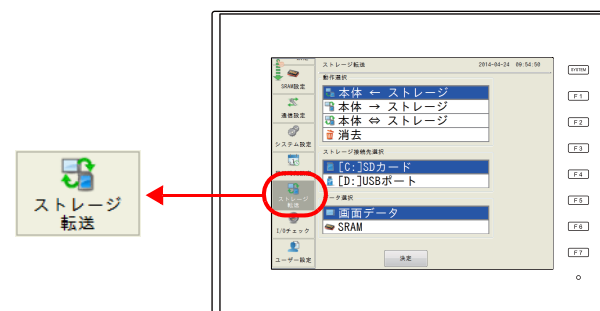 ストレージ
転送
ストレージ転送
2014-04-24 09:54:50
動作選択
本体 ← ストレージ
本体 → ストレージ
本体 ⇔ ストレージ
消去
ストレージ接続先選択
[C:]SDカード
[D:]USBポート
ータ選択
画面データ
SRAM
決定
SRAM設定
通信設定
システム設定
ストレージ
転送
I/Oチェック
ユーザー設定
SYSTEM
F1
F2
F3
F4
F5
F6
F7